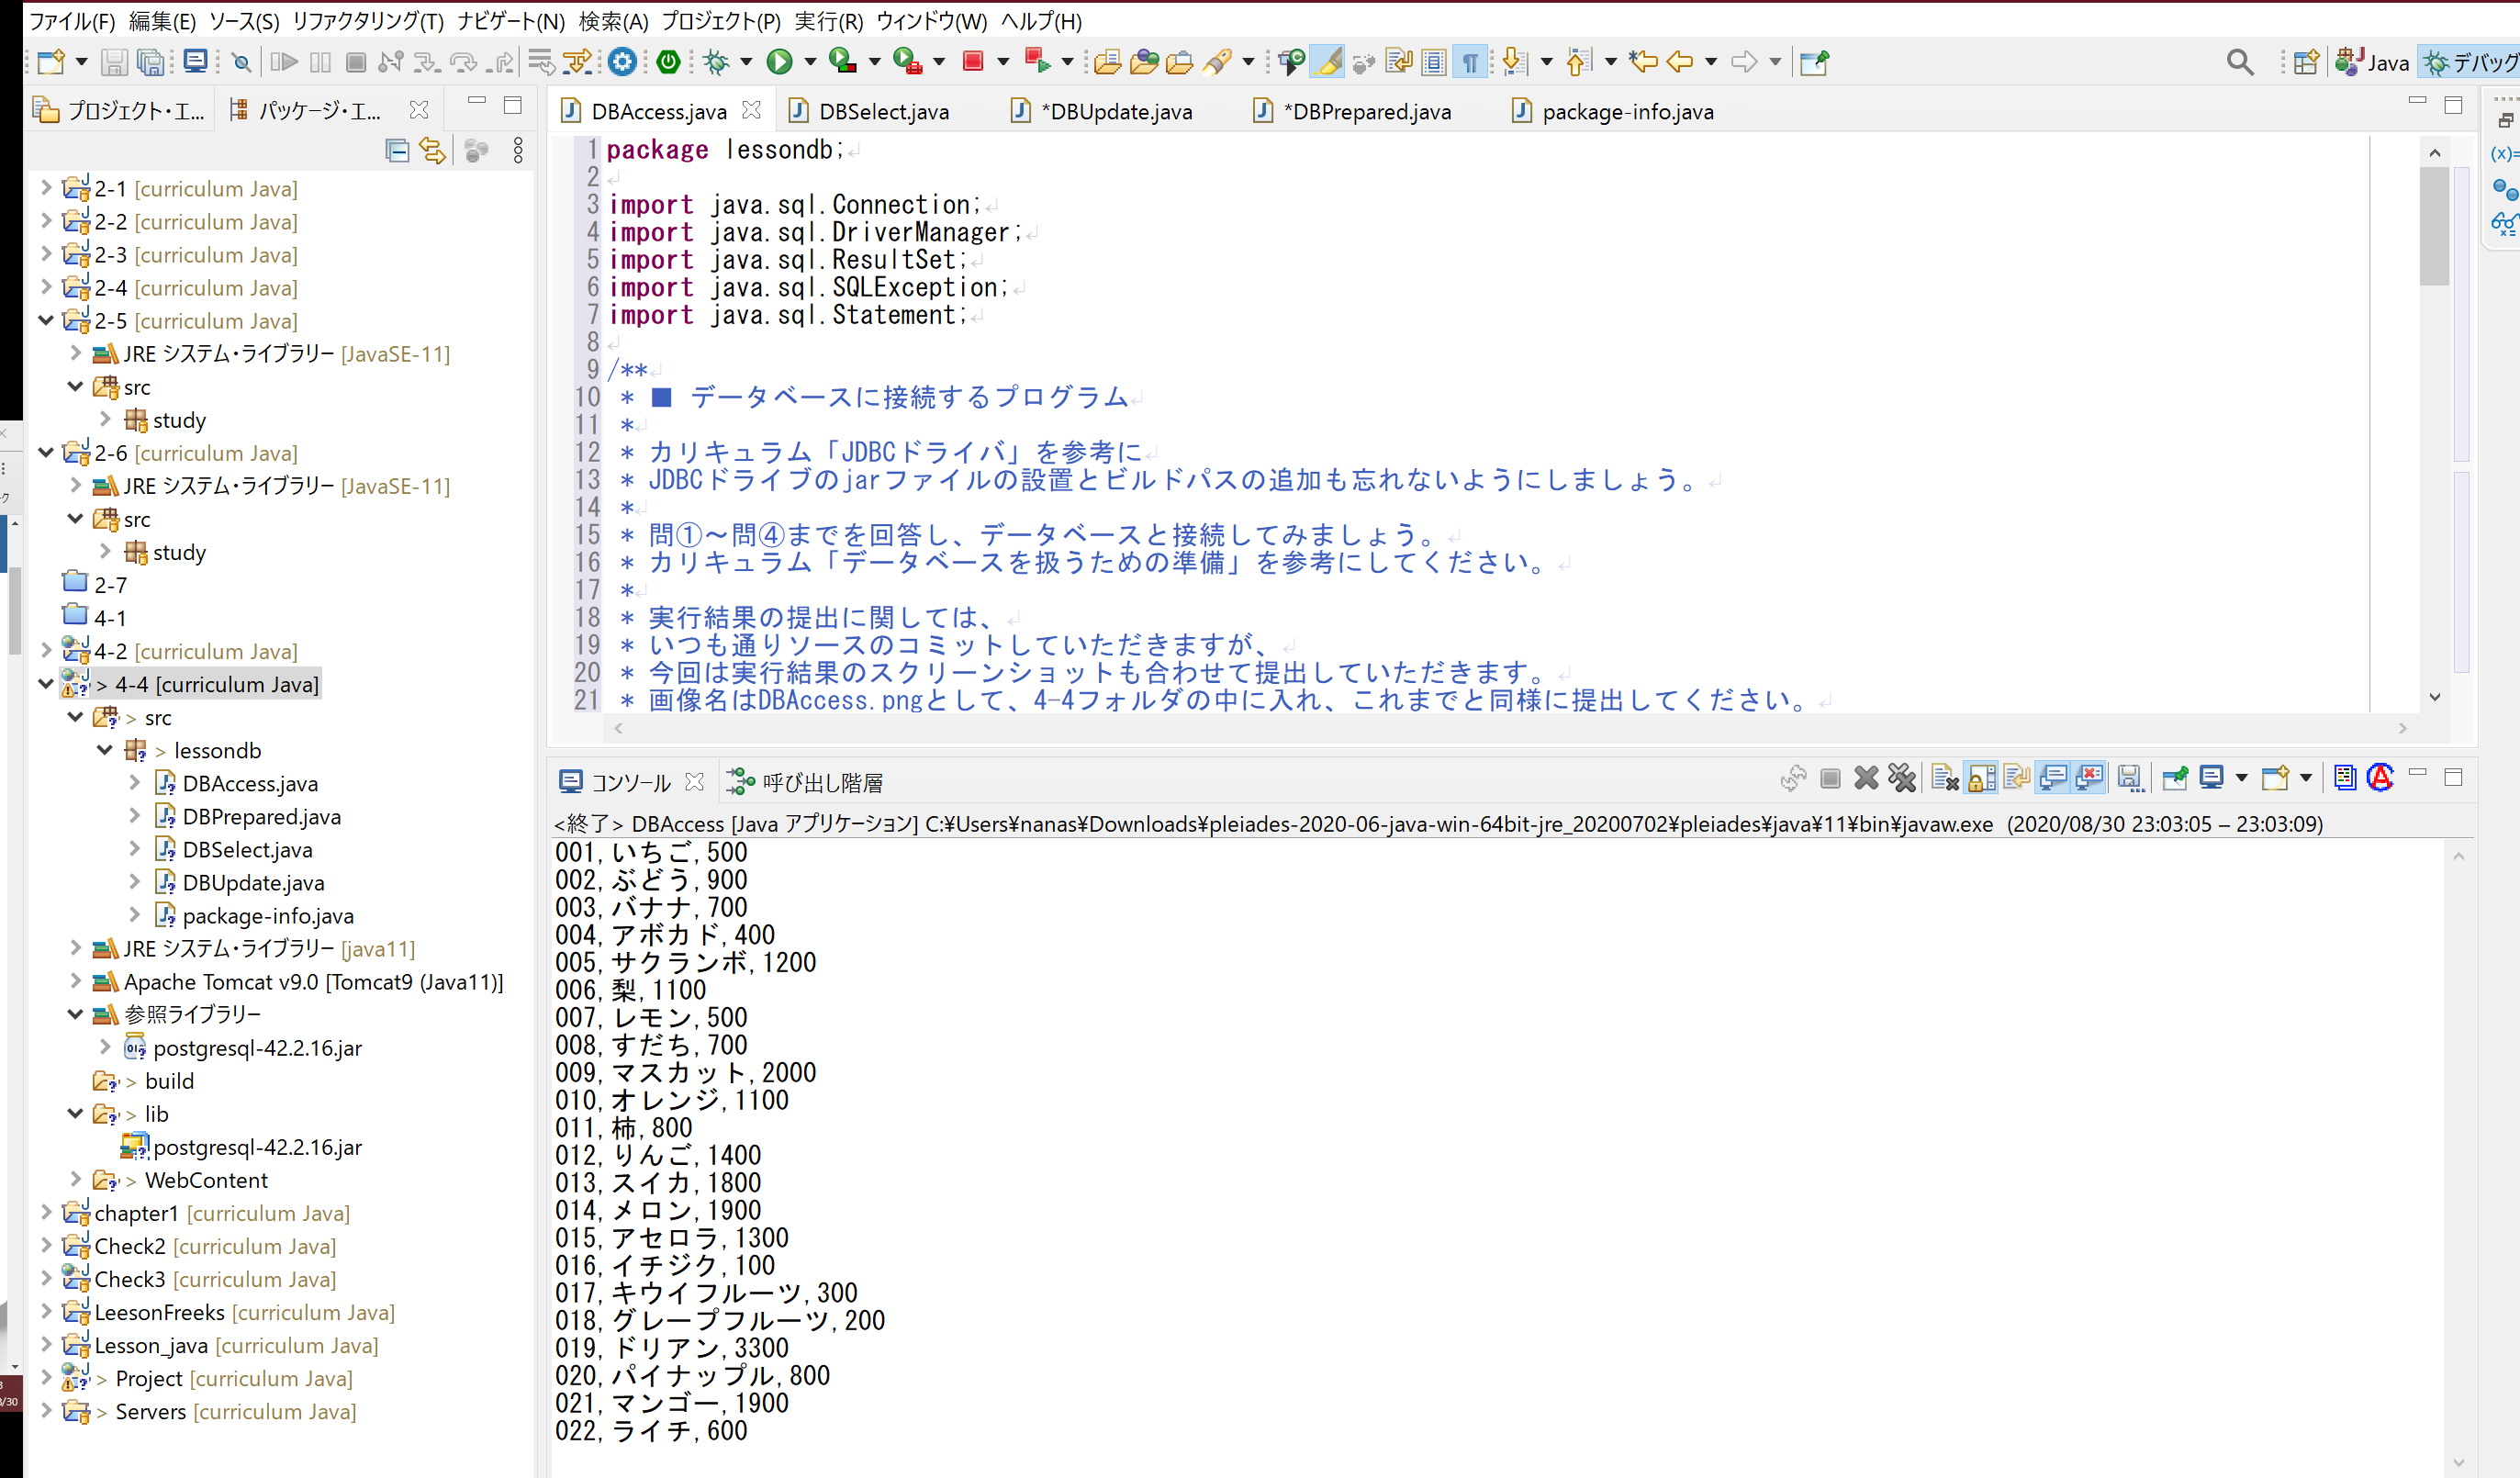 ファイル(F) 編集(E) ソース(S) リファクタリング(T) ナビゲート(N) 検索(A) プロジェクト(P) 実行(R) ウィンドウ(W) ヘルプ(H)
Java デバッグ
プロジェクト・エ... パッケージ・エ...
2-1 [curriculum Java]
2-2 [curriculum Java]
2-3 [curriculum Java]
2-4 [curriculum Java]
2-5 [curriculum Java]
JRE システム・ライブラリー [JavaSE-11]
src
study
2-6 [curriculum Java]
JRE システム・ライブラリー [JavaSE-11]
src
study
2-7
4-1
4-2 [curriculum Java]
> 4-4 [curriculum Java]
> src
> lessondb
DBAccess.java
DBPrepared.java
DBSelect.java
DBUpdate.java
package-info.java
JRE システム・ライブラリー [java11]
Apache Tomcat v9.0 [Tomcat9 (Java11)]
参照ライブラリー
postgresql-42.2.16.jar
> build
> lib
postgresql-42.2.16.jar
> WebContent
chapter1 [curriculum Java]
Check2 [curriculum Java]
Check3 [curriculum Java]
LeesonFreeks [curriculum Java]
Lesson_java [curriculum Java]
> Project [curriculum Java]
> Servers [curriculum Java]
DBAccess.java DBSelect.java *DBUpdate.java *DBPrepared.java package-info.java
1 package lessondb;
2
3 import java.sql.Connection;
4 import java.sql.DriverManager;
5 import java.sql.ResultSet;
6 import java.sql.SQLException;
7 import java.sql.Statement;
8
9 /**
10 * ■ データベースに接続するプログラム
11 *
12 * カリキュラム「JDBCドライバ」を参考に
13 * JDBCドライブのjarファイルの設置とビルドパスの追加も忘れないようにしましょう。
14 *
15 * 問①～問④までを回答し、データベースと接続してみましょう。
16 * カリキュラム「データベースを扱うための準備」を参考にしてください。
17 *
18 * 実行結果の提出に関しては、
19 * いつも通りソースのコミットしていただきますが、
20 * 今回は実行結果のスクリーンショットも合わせて提出していただきます。
21 * 画像名はDBAccess.pngとして、4-4フォルダの中に入れ、これまでと同様に提出してください。
コンソール 呼び出し階層
<終了> DBAccess [Java アプリケーション] C:¥Users¥nanas¥Downloads¥pleiades-2020-06-java-win-64bit-jre_20200702¥pleiades¥java¥11¥bin¥javaw.exe (2020/08/30 23:03:05 – 23:03:09)
001,いちご,500
002,ぶどう,900
003,バナナ,700
004,アボカド,400
005,サクランボ,1200
006,梨,1100
007,レモン,500
008,すだち,700
009,マスカット,2000
010,オレンジ,1100
011,柿,800
012,りんご,1400
013,スイカ,1800
014,メロン,1900
015,アセロラ,1300
016,イチジク,100
017,キウイフルーツ,300
018,グレープフルーツ,200
019,ドリアン,3300
020,パイナップル,800
021,マンゴー,1900
022,ライチ,600